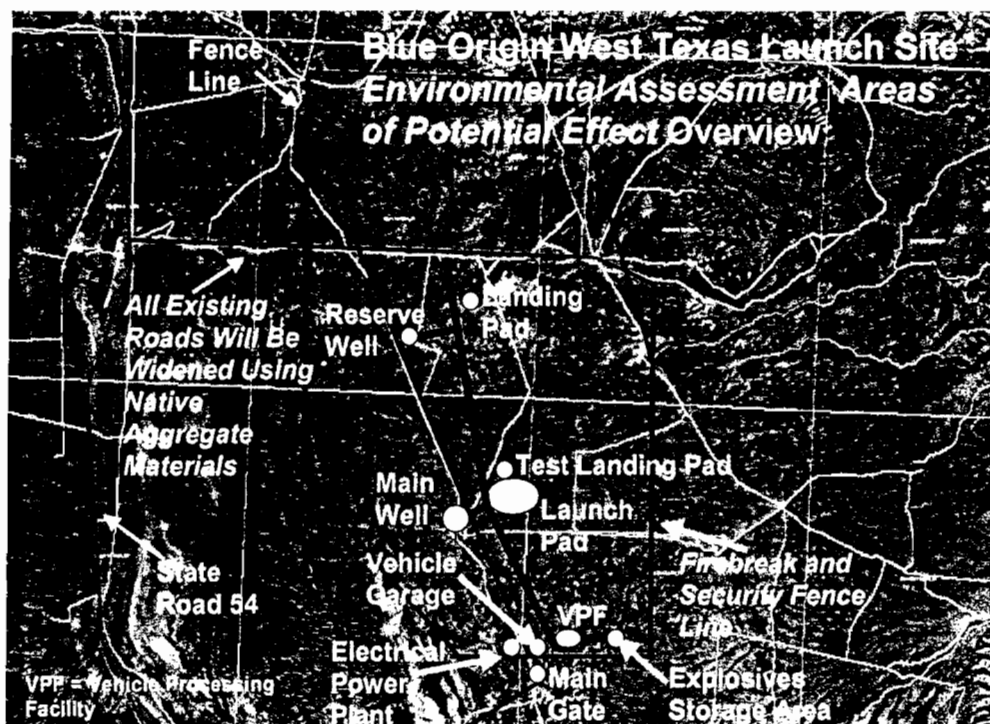 Blue Origin West Texas Launch Site
Environmental Assessment Areas
of Potential Effect Overview
Fence
Line
All Existing
Roads Will Be
Widened Using
Native
Aggregate
Materials
Reserve
Well
Landing
Pad
Test Landing Pad
Launch
Pad
Main
Well
Vehicle
Garage
State
Road 54
Firebreak and
Security Fence
Line
VPF
Electrical
Power
Plant
Main
Gate
Explosives
Storage Area
VPF = Vehicle Processing
Facility